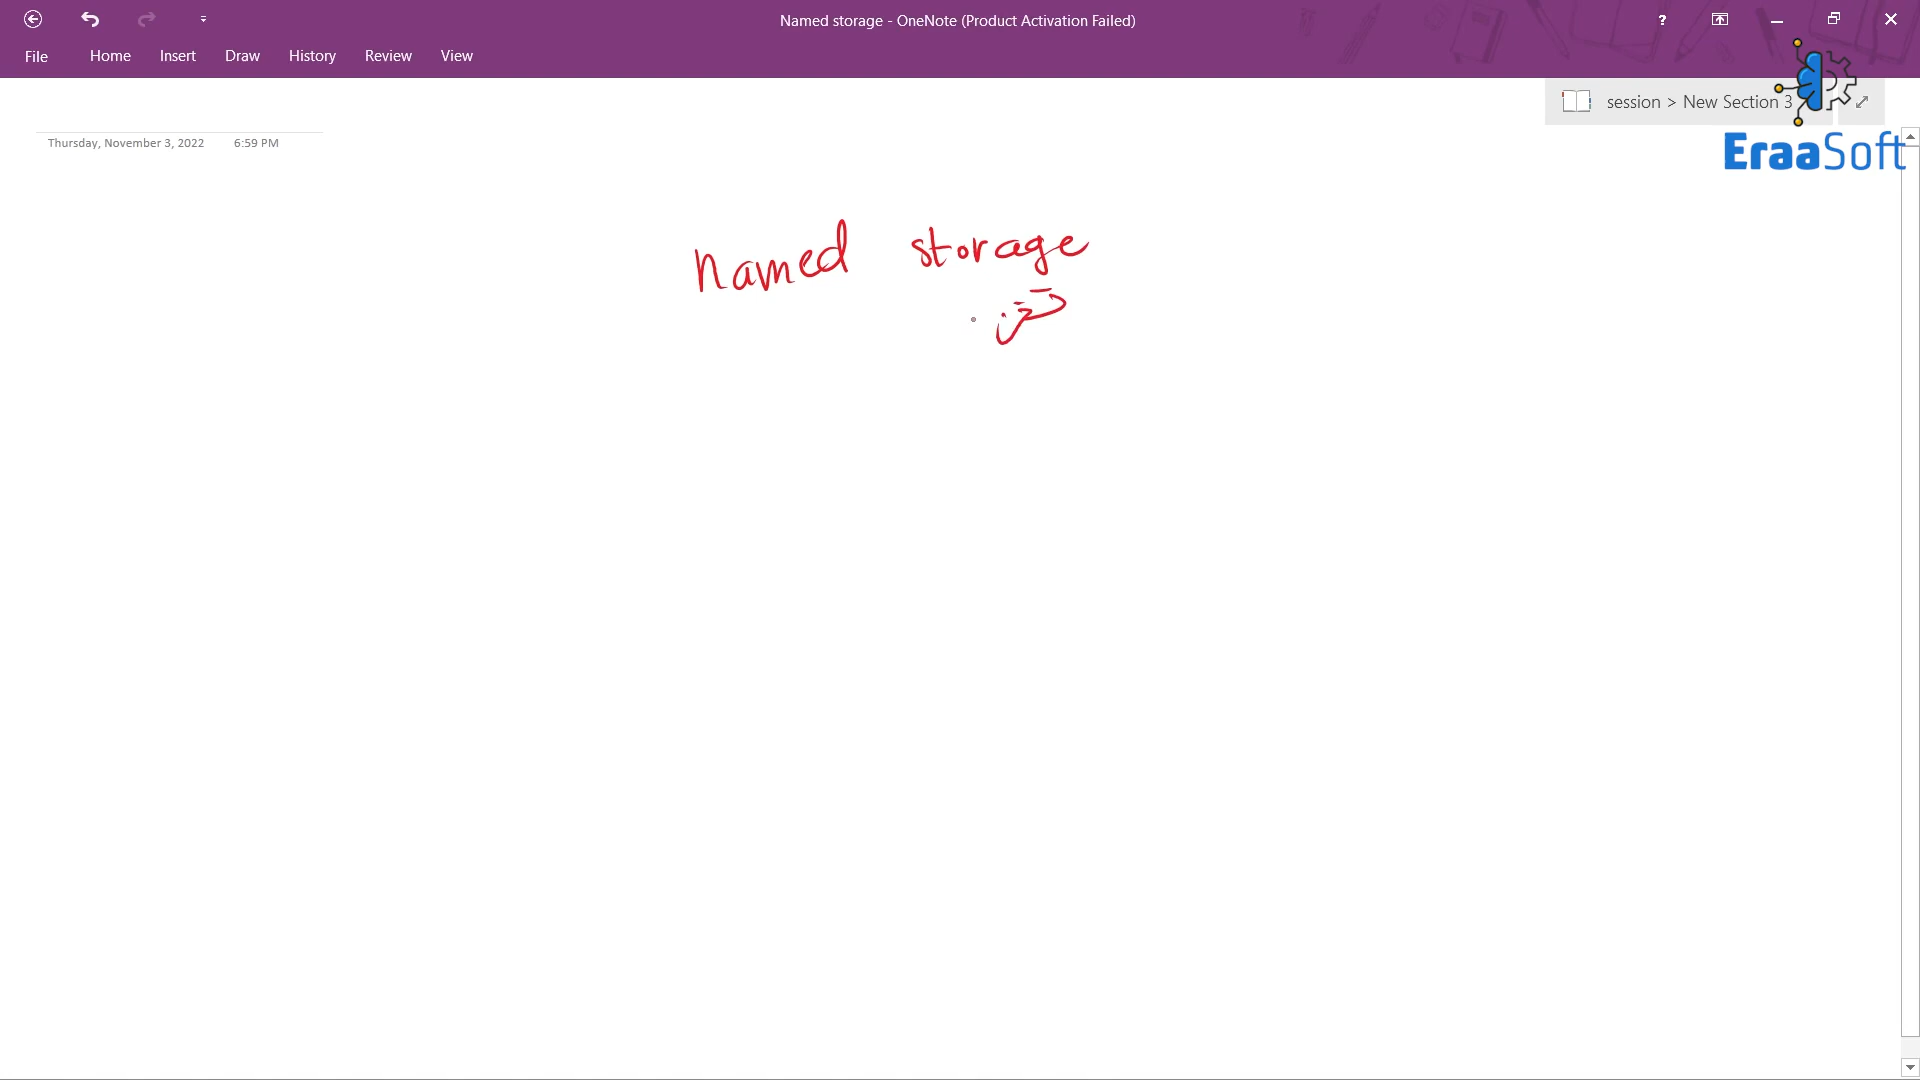 Named storage - OneNote (Product Activation Failed)
?
File Home Insert Draw History Review View
session > New Section 3
EraaSoft
Thursday, November 3, 2022 6:59 PM
Named storage